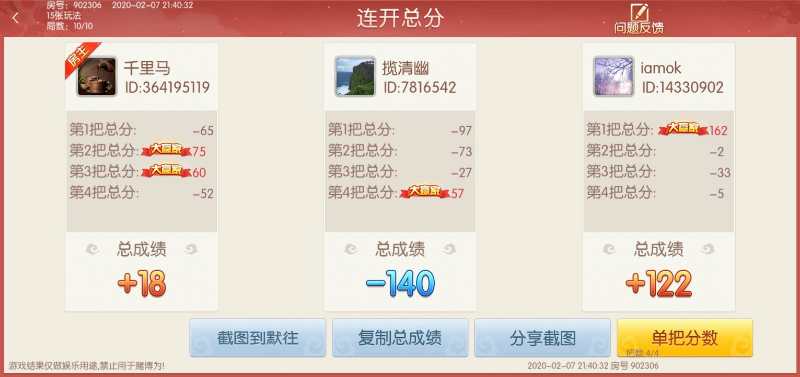 房号：902306 2020-02-07 21:40:32
15张玩法
局数：10/10
连开总分
问题反馈
房主
千里马
ID:364195119
第1把总分: -65
第2把总分: 大赢家 75
第3把总分: 大赢家 60
第4把总分: -52
总成绩
+18
揽清幽
ID:7816542
第1把总分: -97
第2把总分: -73
第3把总分: -27
第4把总分: 大赢家 57
总成绩
-140
iamok
ID:14330902
第1把总分: 大赢家 162
第2把总分: -2
第3把总分: -33
第4把总分: -5
总成绩
+122
截图到默往
复制总成绩
分享截图
单把分数
把数 4/4
游戏结果仅做娱乐用途,禁止用于赌博为!
2020-02-07 21:40:32 房号 902306